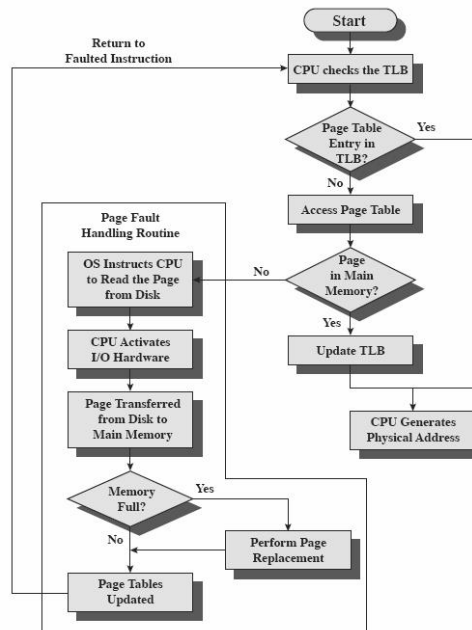 Start
Return to
Faulted Instruction
CPU checks the TLB
Page Table
Entry in
TLB?
Yes
No
Access Page Table
Page Fault
Handling Routine
OS Instructs CPU
to Read the Page
from Disk
No
Page
in Main
Memory?
Yes
CPU Activates
I/O Hardware
Update TLB
Page Transferred
from Disk to
Main Memory
CPU Generates
Physical Address
Memory
Full?
Yes
No
Perform Page
Replacement
Page Tables
Updated